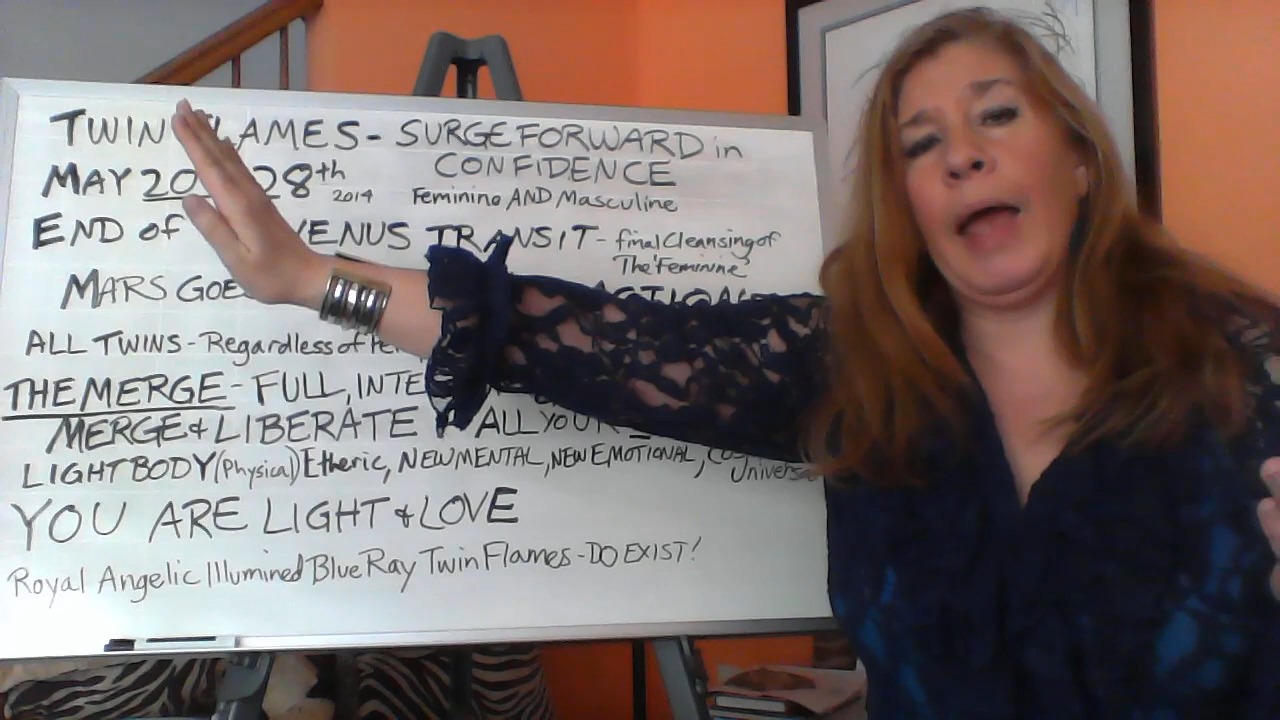 TWIN FLAMES - SURGE FORWARD in
CONFIDENCE
MAY 20 28th 2014 Feminine AND Masculine
END of VENUS TRANSIT - final Cleansing of
The 'Feminine'
MARS GOES ACTION
ALL TWINS - Regardless of
THE MERGE - FULL, INTE
MERGE & LIBERATE ALL YOUR
LIGHTBODY (Physical) Etheric, NEW MENTAL, NEW EMOTIONAL,
Universal
YOU ARE LIGHT & LOVE
Royal Angelic Illumined Blue Ray Twin Flames - DO EXIST!